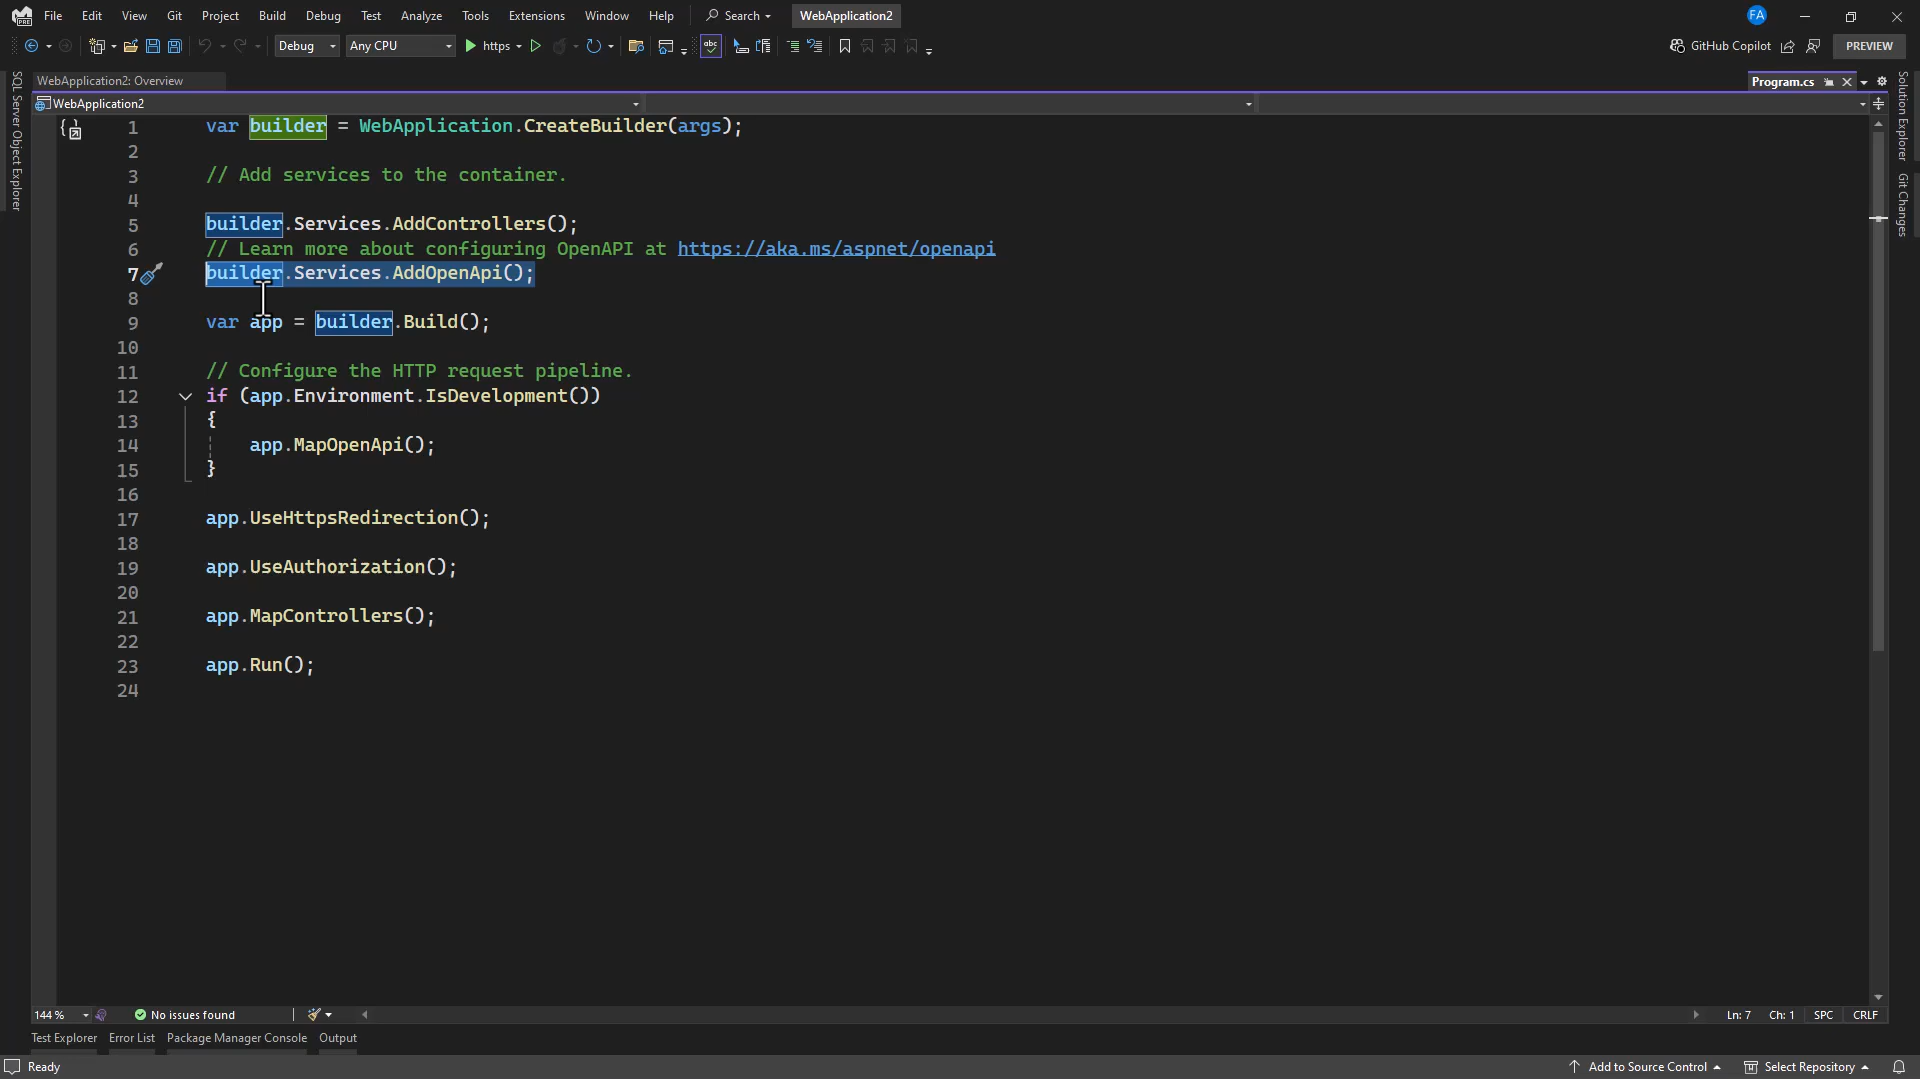 File Edit View Git Project Build Debug Test Analyze Tools Extensions Window Help Search WebApplication2 FA
Debug Any CPU https abc GitHub Copilot PREVIEW
WebApplication2: Overview Program.cs
WebApplication2
SQL Server Object Explorer
Solution Explorer
Git Changes
1 var builder = WebApplication.CreateBuilder(args);
2
3 // Add services to the container.
4
5 builder.Services.AddControllers();
6 // Learn more about configuring OpenAPI at https://aka.ms/aspnet/openapi
7 builder.Services.AddOpenApi();
8
9 var app = builder.Build();
10
11 // Configure the HTTP request pipeline.
12 if (app.Environment.IsDevelopment())
13 {
14 app.MapOpenApi();
15 }
16
17 app.UseHttpsRedirection();
18
19 app.UseAuthorization();
20
21 app.MapControllers();
22
23 app.Run();
24
144 % No issues found Ln: 7 Ch: 1 SPC CRLF
Test Explorer Error List Package Manager Console Output
Ready Add to Source Control Select Repository